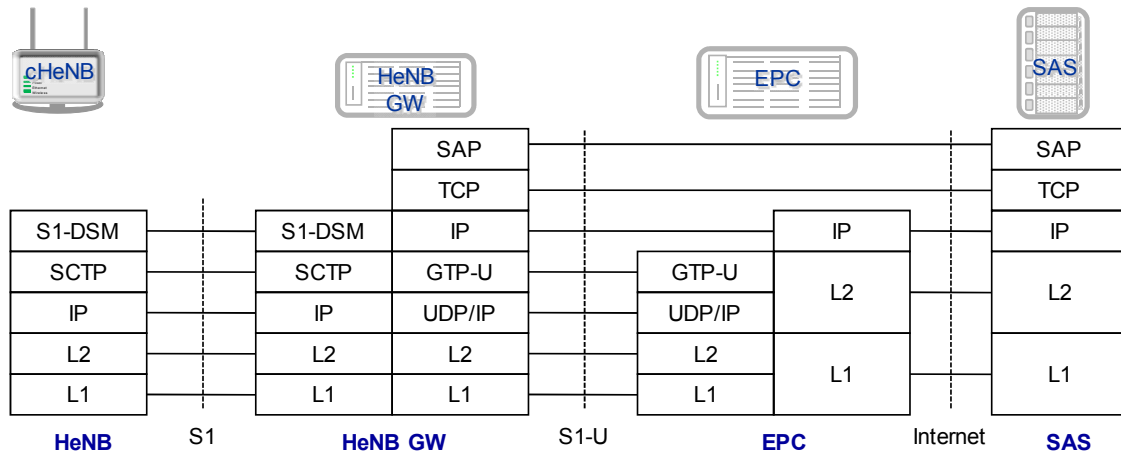 cHeNB
HeNB
GW
EPC
SAS
SAP SAP
TCP TCP
S1-DSM S1-DSM IP IP IP
SCTP SCTP GTP-U GTP-U L2 L2
IP IP UDP/IP UDP/IP
L2 L2 L2 L2 L1 L1
L1 L1 L1 L1
HeNB S1 HeNB GW S1-U EPC Internet SAS